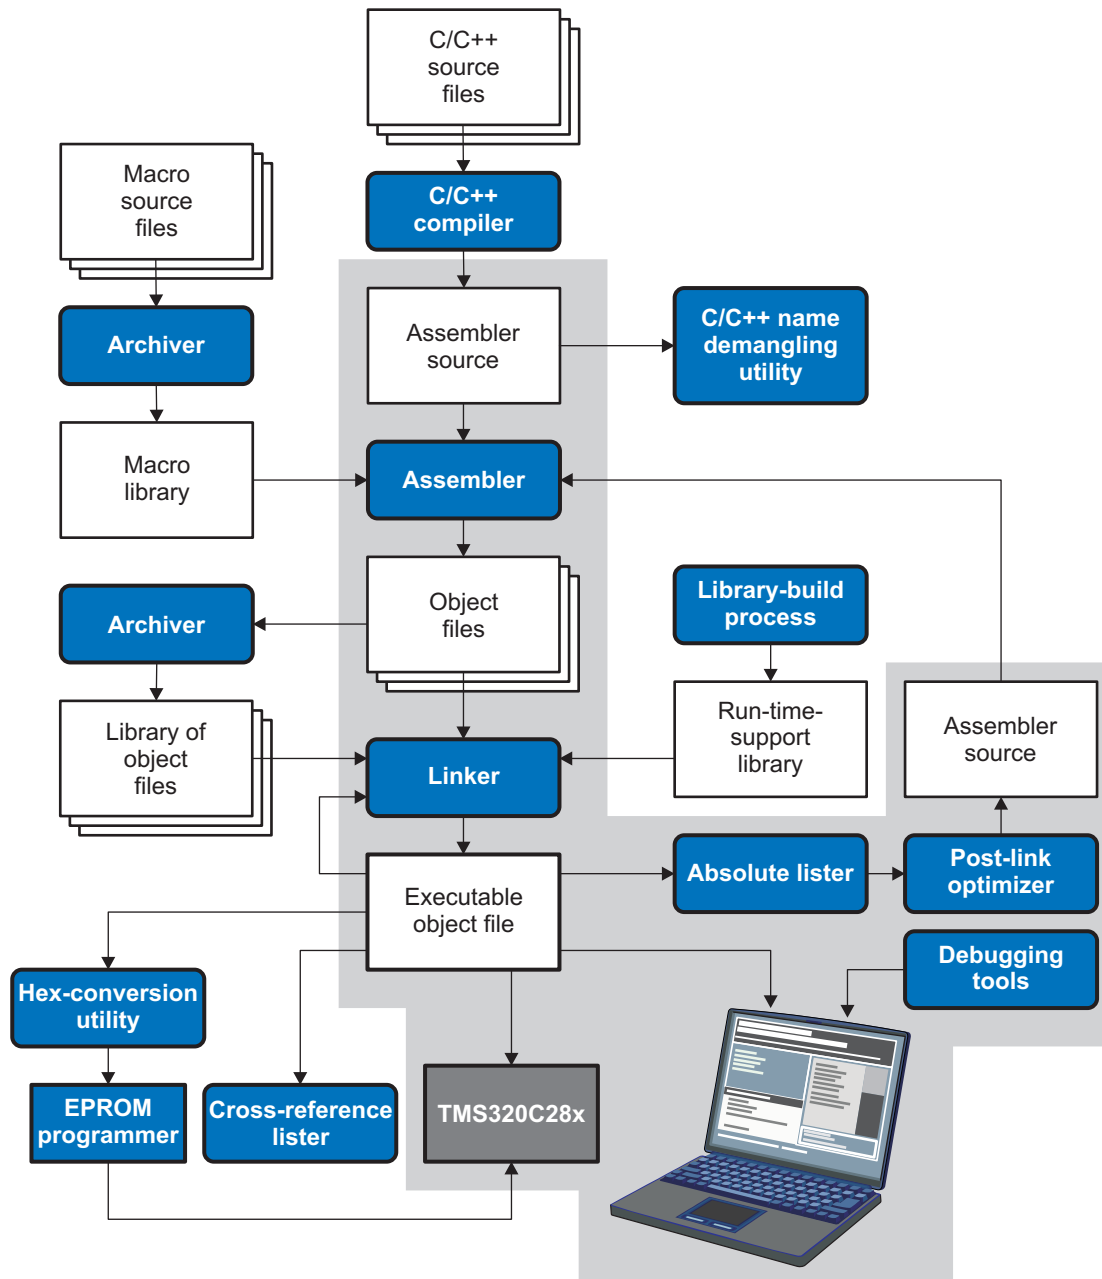 C/C++
source
files
Macro
source
files
C/C++
compiler
Archiver
Assembler
source
C/C++ name
demangling
utility
Macro
library
Assembler
Archiver
Object
files
Library-build
process
Library of
object
files
Linker
Run-time-
support
library
Assembler
source
Executable
object file
Absolute lister
Post-link
optimizer
Debugging
tools
Hex-conversion
utility
EPROM
programmer
Cross-reference
lister
TMS320C28x